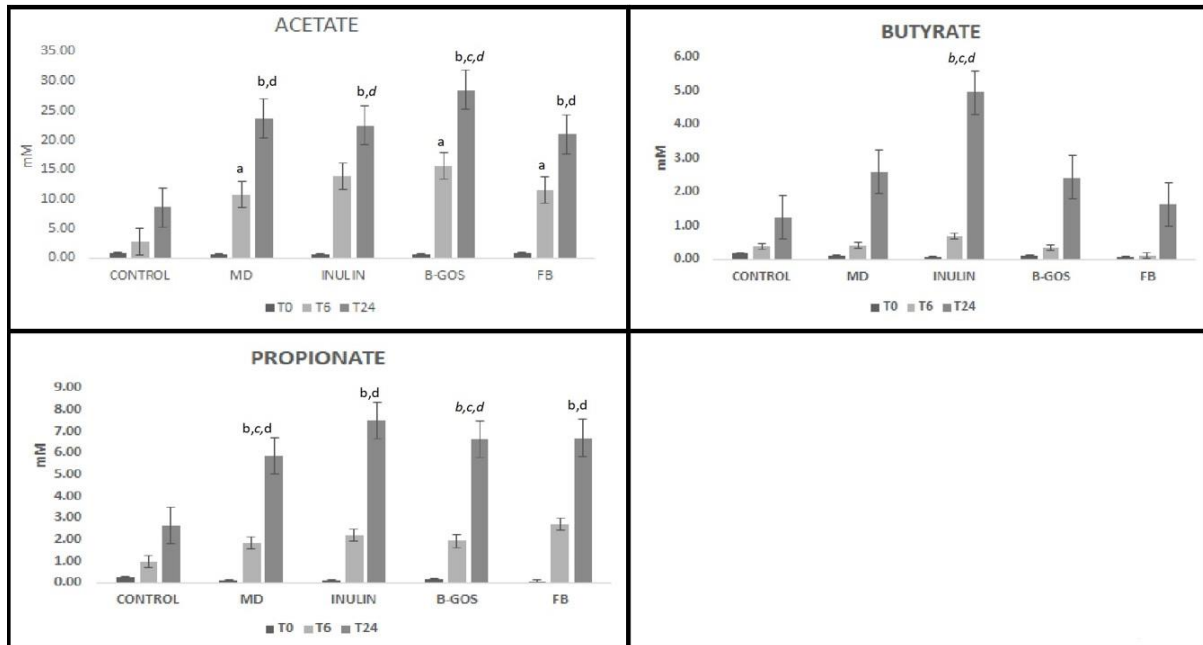 ACETATE
35.00
30.00
25.00
20.00
15.00
10.00
5.00
0.00
mM
a
b,d
b,d
a
b,c,d
a
b,d
CONTROL MD INULIN B-GOS FB
T0 T6 T24
BUTYRATE
6.00
5.00
4.00
3.00
2.00
1.00
0.00
mM
b,c,d
CONTROL MD INULIN B-GOS FB
T0 T6 T24
PROPIONATE
9.00
8.00
7.00
6.00
5.00
4.00
3.00
2.00
1.00
0.00
mM
b,c,d
b,d
b,c,d
b,d
CONTROL MD INULIN B-GOS FB
T0 T6 T24